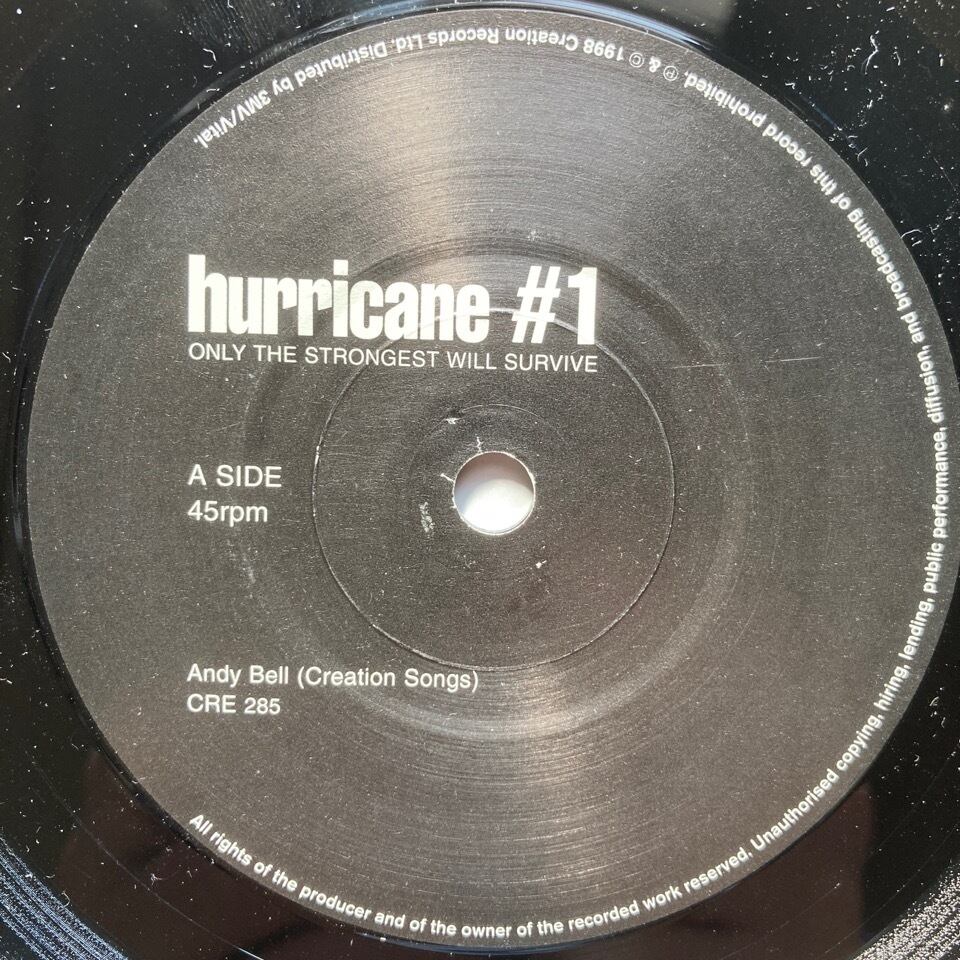 hurricane #1
ONLY THE STRONGEST WILL SURVIVE
A SIDE
45rpm
Andy Bell (Creation Songs)
CRE 285
All rights of the producer and of the owner of the recorded work reserved. Unauthorised copying, hiring, lending, public performance, diffusion, and broadcasting of this record prohibited. ℗ & © 1998 Creation Records Ltd. Distributed by 3MV/Vital.